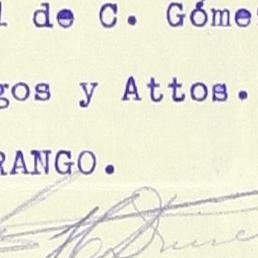 de C. Góme
gos y Attos.
RANGO.